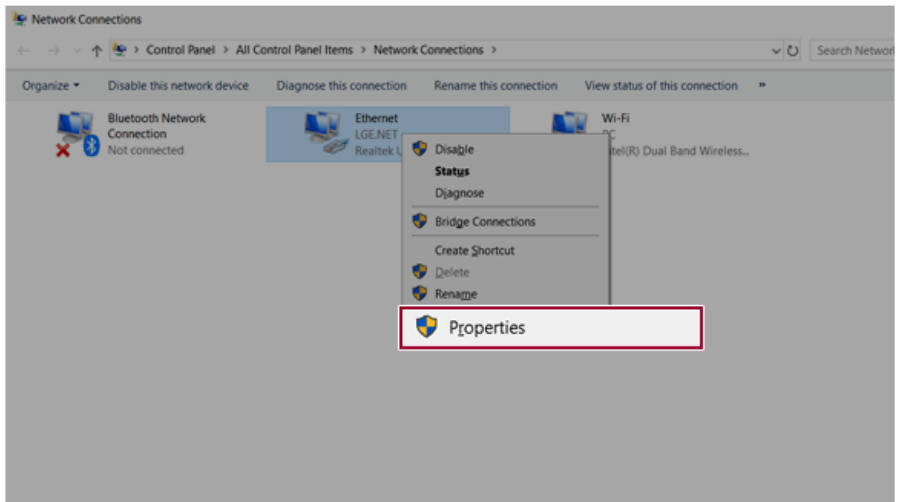 Network Connections
Control Panel > All Control Panel Items > Network Connections >
Search Networ
Organize Disable this network device Diagnose this connection Rename this connection View status of this connection »
Bluetooth Network
Connection
Not connected
Ethernet
LGE.NET
Realtek
Wi-Fi
Intel(R) Dual Band Wireless...
Disable
Status
Diagnose
Bridge Connections
Create Shortcut
Delete
Rename
Properties